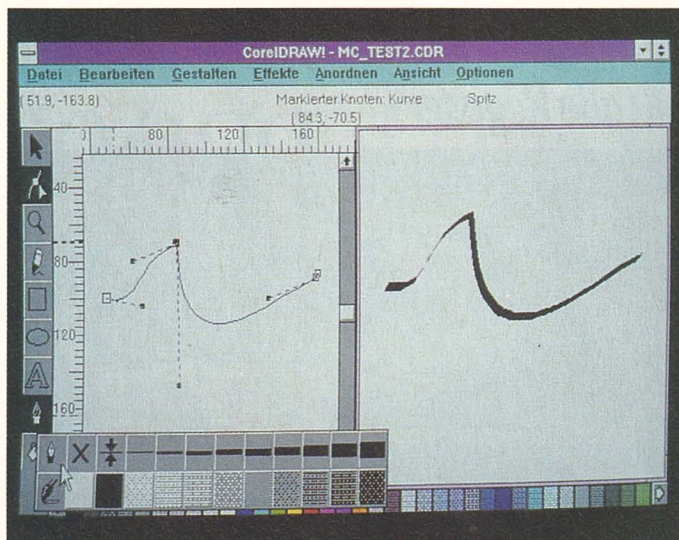 CorelDRAW! - MC_TEST2.CDR
Datei Bearbeiten Gestalten Effekte Anordnen Ansicht Optionen
( 51.9, -163.8) Markierter Knoten: Kurve Spitz
( 84.3, -70.5)
80 120 160
40
80
120
160
A